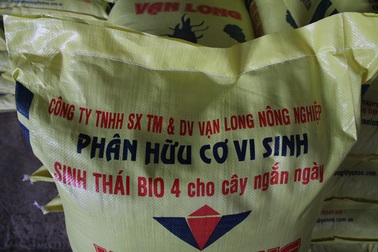 VẠN LONG
CÔNG TY TNHH SX TM & DV VẠN LONG NÔNG NGHIỆP
PHÂN HỮU CƠ VI SINH
SINH THÁI BIO 4 cho cây ngắn ngày